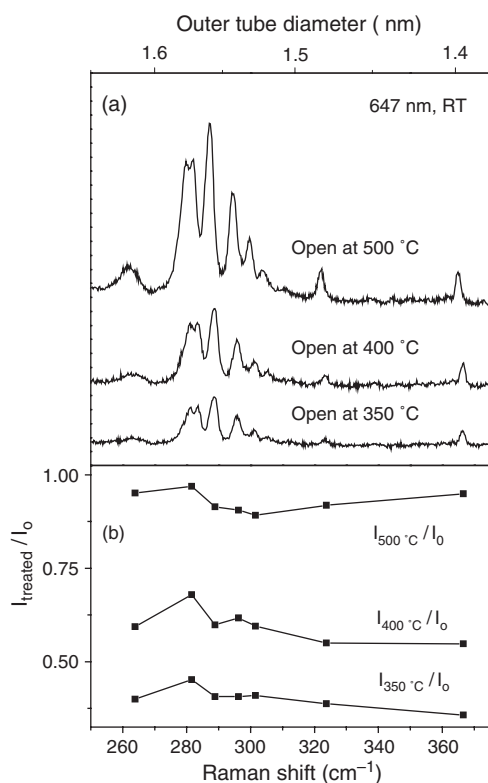 Outer tube diameter ( nm)
1.6 1.5 1.4
(a) 647 nm, RT
Open at 500 ˚C
Open at 400 ˚C
Open at 350 ˚C
1.00
(b)
I500 ˚C/I0
0.75
Itreated/Io
I400 ˚C/Io
0.50
I350 ˚C/Io
260 280 300 320 340 360
Raman shift (cm−1)